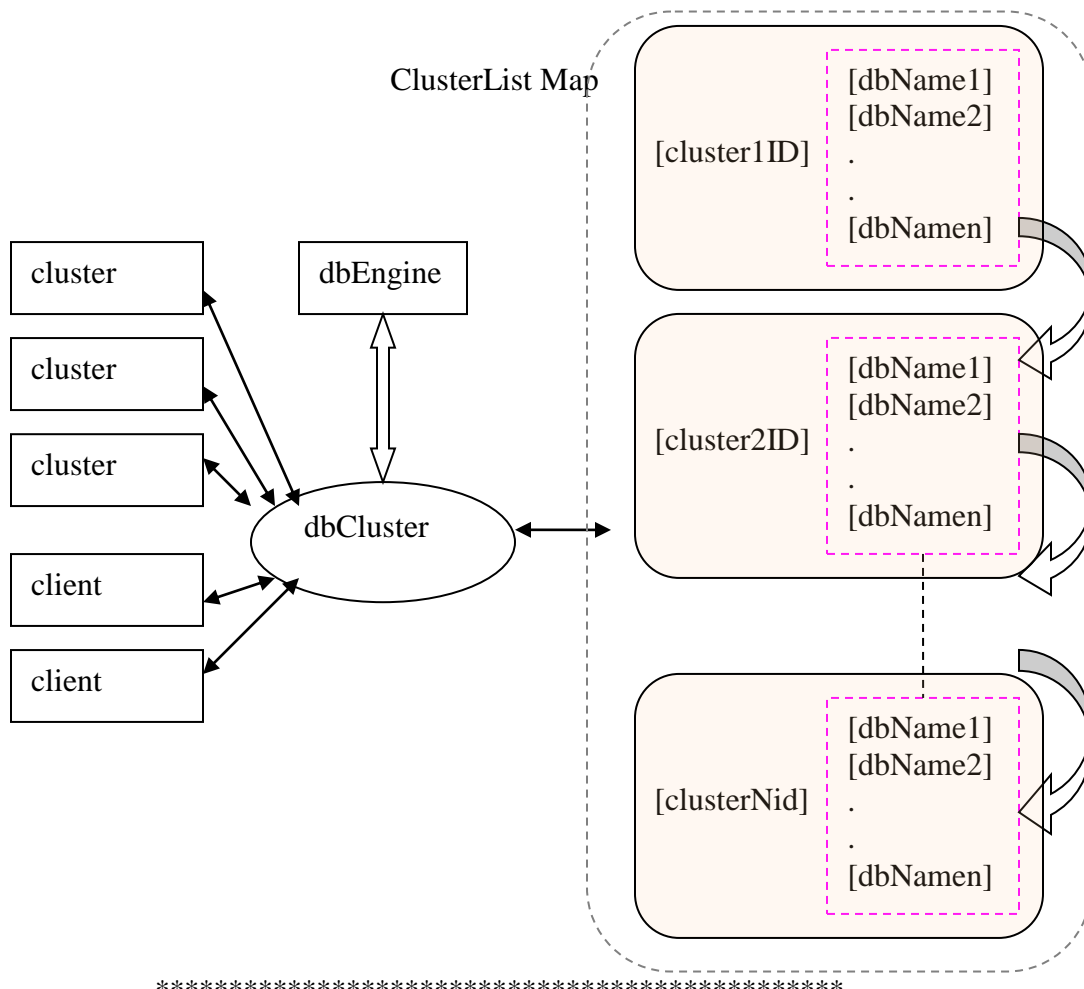 ClusterList Map
[cluster1ID]
[dbName1]
[dbName2]
.
.
[dbNamen]
cluster
cluster
cluster
client
client
dbEngine
dbCluster
[cluster2ID]
[dbName1]
[dbName2]
.
.
[dbNamen]
[clusterNid]
[dbName1]
[dbName2]
.
.
[dbNamen]
***********************************************